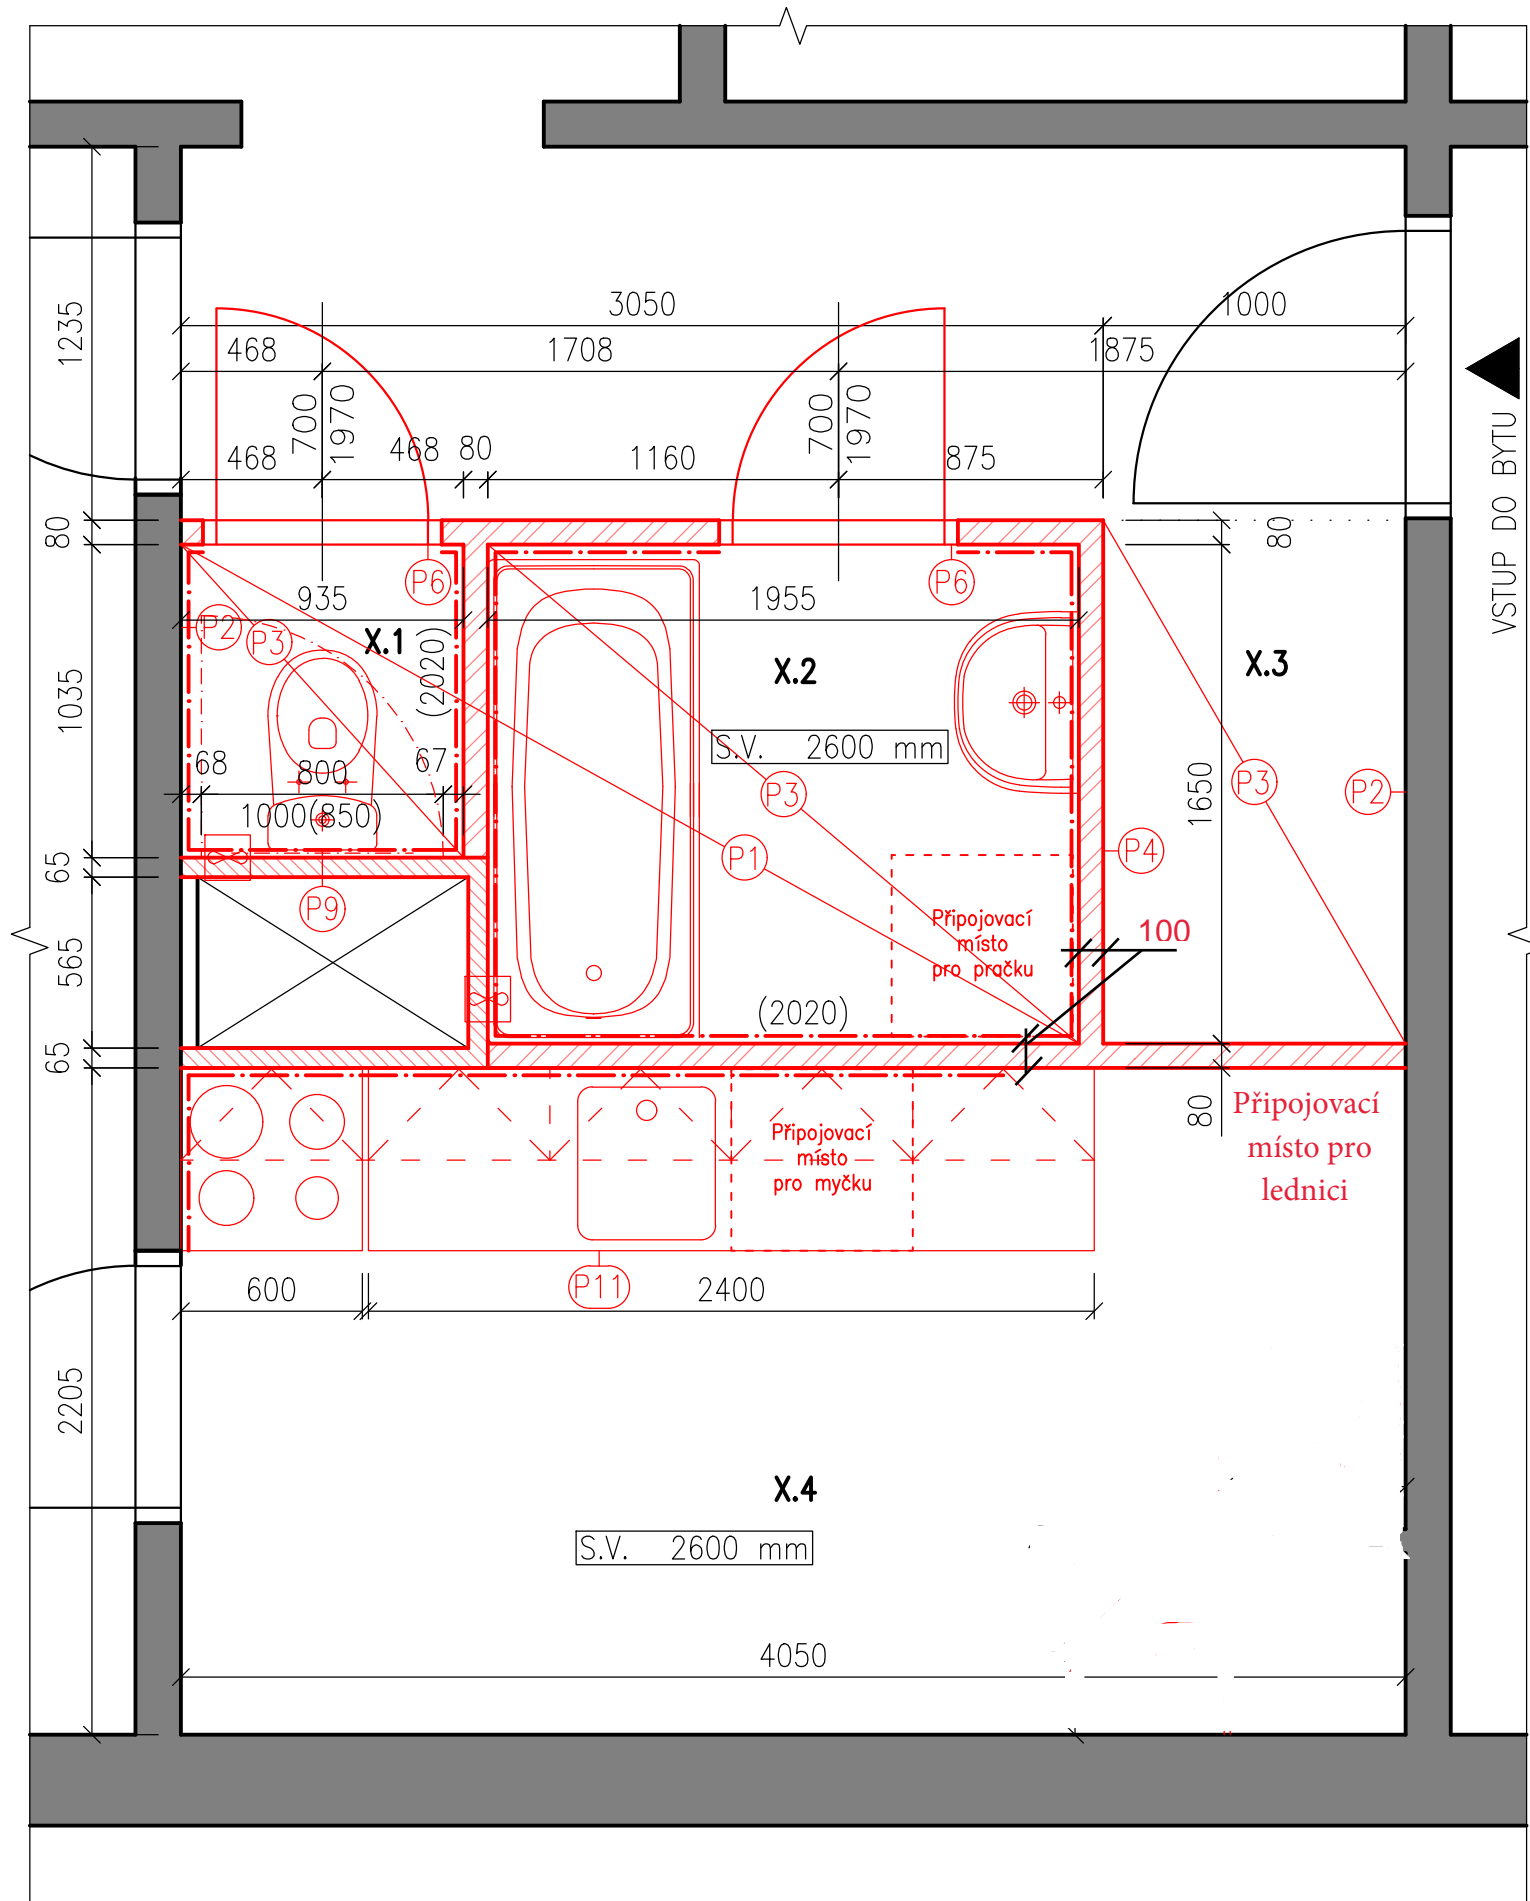 3050
1000
468
1708
1875
700
1970
700
1970
468
468
80
1160
875
1235
80
1035
65
565
65
2205
VSTUP DO BYTU
80
P6
P6
935
1955
P2
P3
X.1
(2020)
X.2
X.3
S.V. 2600 mm
68
800
67
1000(850)
P3
P3
P2
1650
P1
P4
P9
Připojovací
místo
pro pračku
100
(2020)
80
Připojovací
místo pro
lednici
Připojovací
místo
pro myčku
P11
600
2400
X.4
S.V. 2600 mm
4050